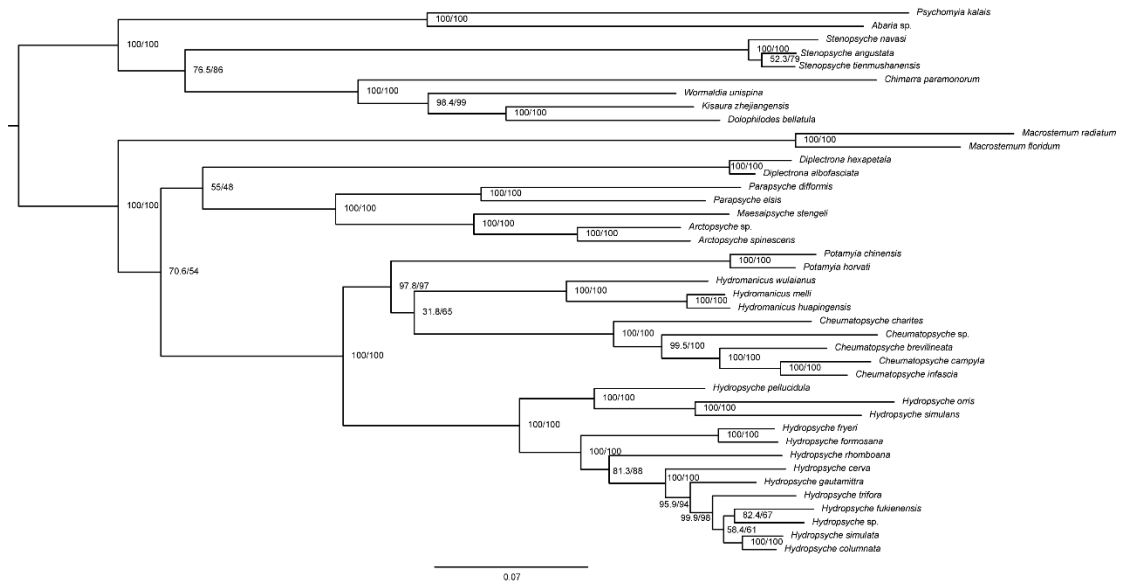 Psychomyia kalais
100/100
Abaria sp.
100/100
Stenopsyche navasi
100/100
Stenopsyche angustata
52.3/79
Stenopsyche tienmushanensis
76.5/86
Chimarra paramonorum
100/100
Wormaldia unispina
98.4/99
Kisaura zhejiangensis
100/100
Dolophilodes bellatula
Macrostemum radiatum
100/100
Macrostemum floridum
Diplectrona hexapetala
100/100
Diplectrona albofasciata
55/48
Parapsyche difformis
100/100
Parapsyche elsis
100/100
100/100
Maesaipsyche stengeli
100/100
Arctopsyche sp.
100/100
Arctopsyche spinescens
70.6/54
Potamyia chinensis
100/100
Potamyia horvati
97.8/97
Hydromanicus wulaianus
100/100
Hydromanicus melli
100/100
Hydromanicus huapingensis
31.8/65
Cheumatopsyche charites
100/100
Cheumatopsyche sp.
99.5/100
Cheumatopsyche brevilineata
100/100
100/100
Cheumatopsyche campyla
100/100
Cheumatopsyche infascia
Hydropsyche pellucidula
100/100
Hydropsyche orris
100/100
Hydropsyche simulans
100/100
Hydropsyche fryeri
100/100
Hydropsyche formosana
100/100
Hydropsyche rhomboana
81.3/88
Hydropsyche cerva
100/100
Hydropsyche gautamittra
95.9/94
Hydropsyche trifora
99.9/98
Hydropsyche fukienensis
82.4/67
Hydropsyche sp.
58.4/61
Hydropsyche simulata
100/100
Hydropsyche columnata
0.07